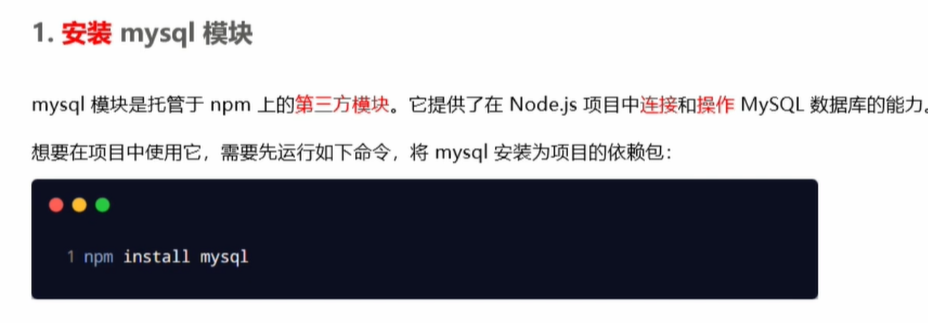 1. 安装 mysql 模块
mysql 模块是托管于 npm 上的第三方模块。它提供了在 Node.js 项目中连接和操作 MySQL 数据库的能力。
想要在项目中使用它，需要先运行如下命令，将 mysql 安装为项目的依赖包：
1 npm install mysql